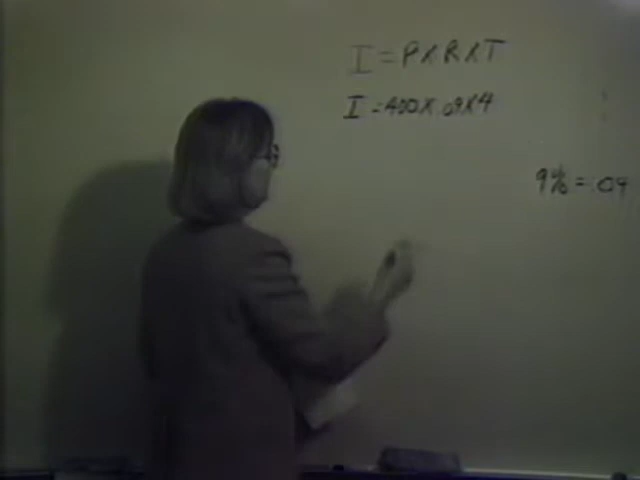 I = P X R X T
I = 400 X .09 X 4
9% = .09